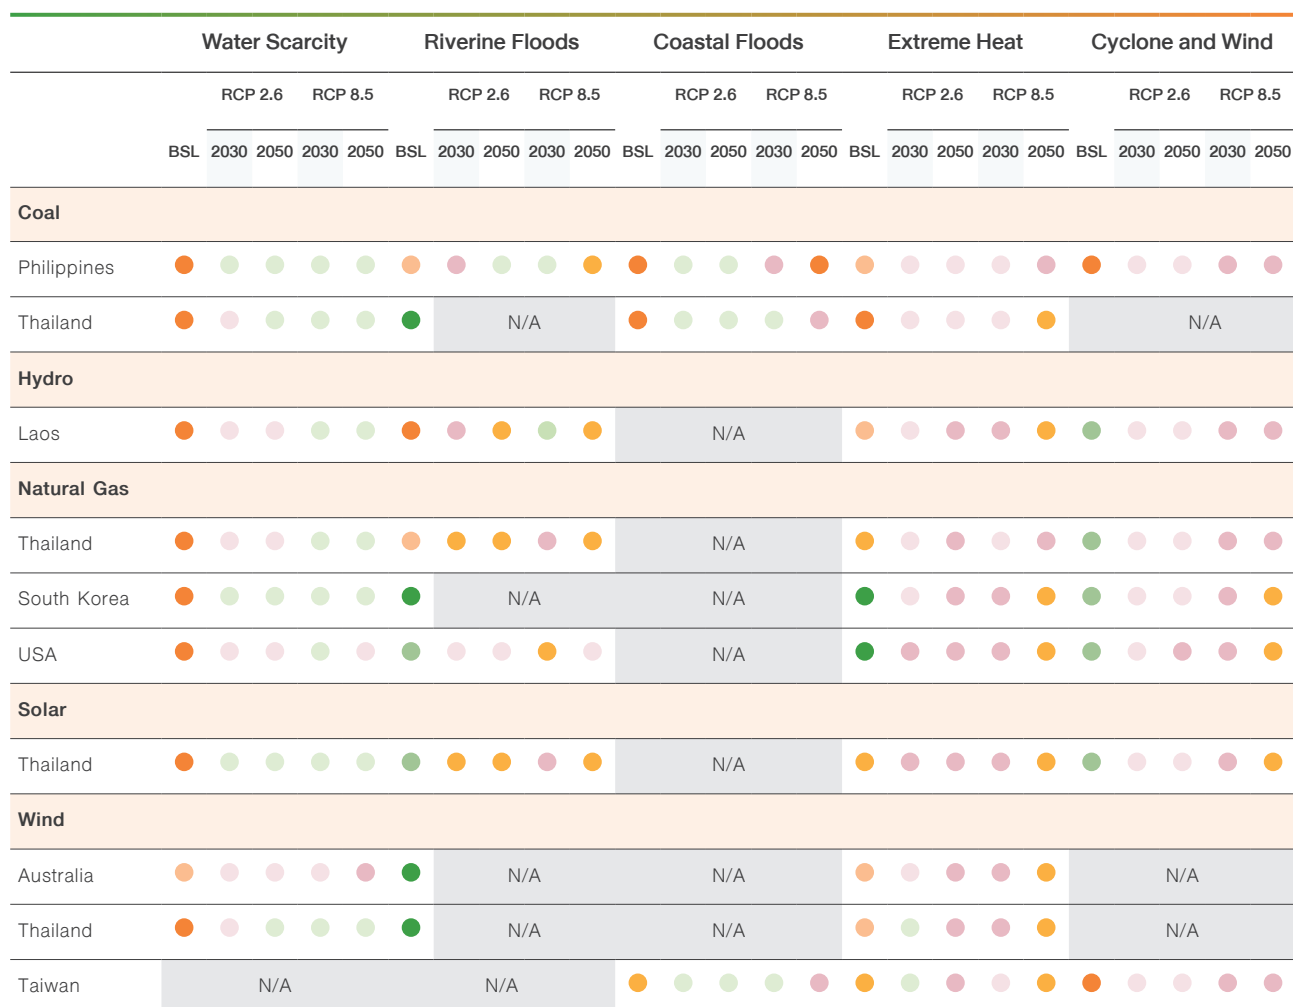 Water Scarcity Riverine Floods Coastal Floods Extreme Heat Cyclone and Wind
RCP 2.6 RCP 8.5 RCP 2.6 RCP 8.5 RCP 2.6 RCP 8.5 RCP 2.6 RCP 8.5 RCP 2.6 RCP 8.5
BSL 2030 2050 2030 2050 BSL 2030 2050 2030 2050 BSL 2030 2050 2030 2050 BSL 2030 2050 2030 2050 BSL 2030 2050 2030 2050
Coal
Philippines
Thailand N/A N/A
Hydro
Laos N/A
Natural Gas
Thailand N/A
South Korea N/A N/A
USA N/A
Solar
Thailand N/A
Wind
Australia N/A N/A N/A
Thailand N/A N/A N/A
Taiwan N/A N/A